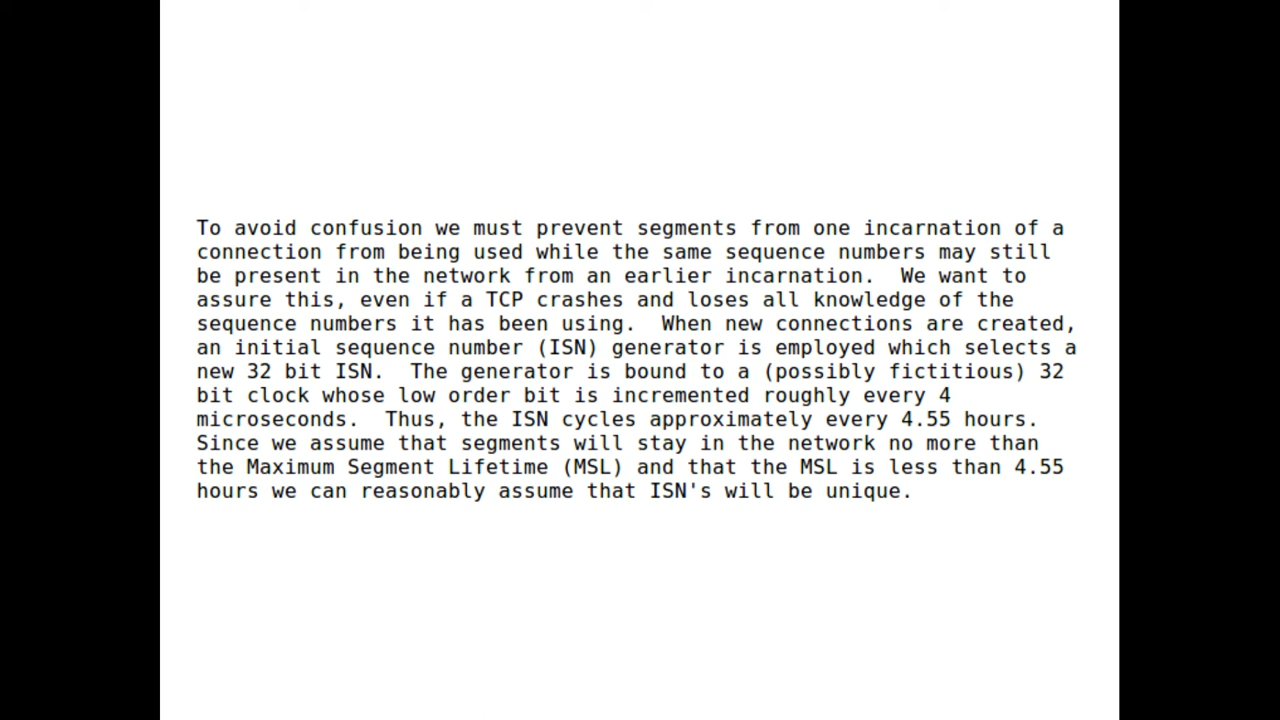 To avoid confusion we must prevent segments from one incarnation of a
connection from being used while the same sequence numbers may still
be present in the network from an earlier incarnation.  We want to
assure this, even if a TCP crashes and loses all knowledge of the
sequence numbers it has been using.  When new connections are created,
an initial sequence number (ISN) generator is employed which selects a
new 32 bit ISN.  The generator is bound to a (possibly fictitious) 32
bit clock whose low order bit is incremented roughly every 4
microseconds.  Thus, the ISN cycles approximately every 4.55 hours.
Since we assume that segments will stay in the network no more than
the Maximum Segment Lifetime (MSL) and that the MSL is less than 4.55
hours we can reasonably assume that ISN's will be unique.